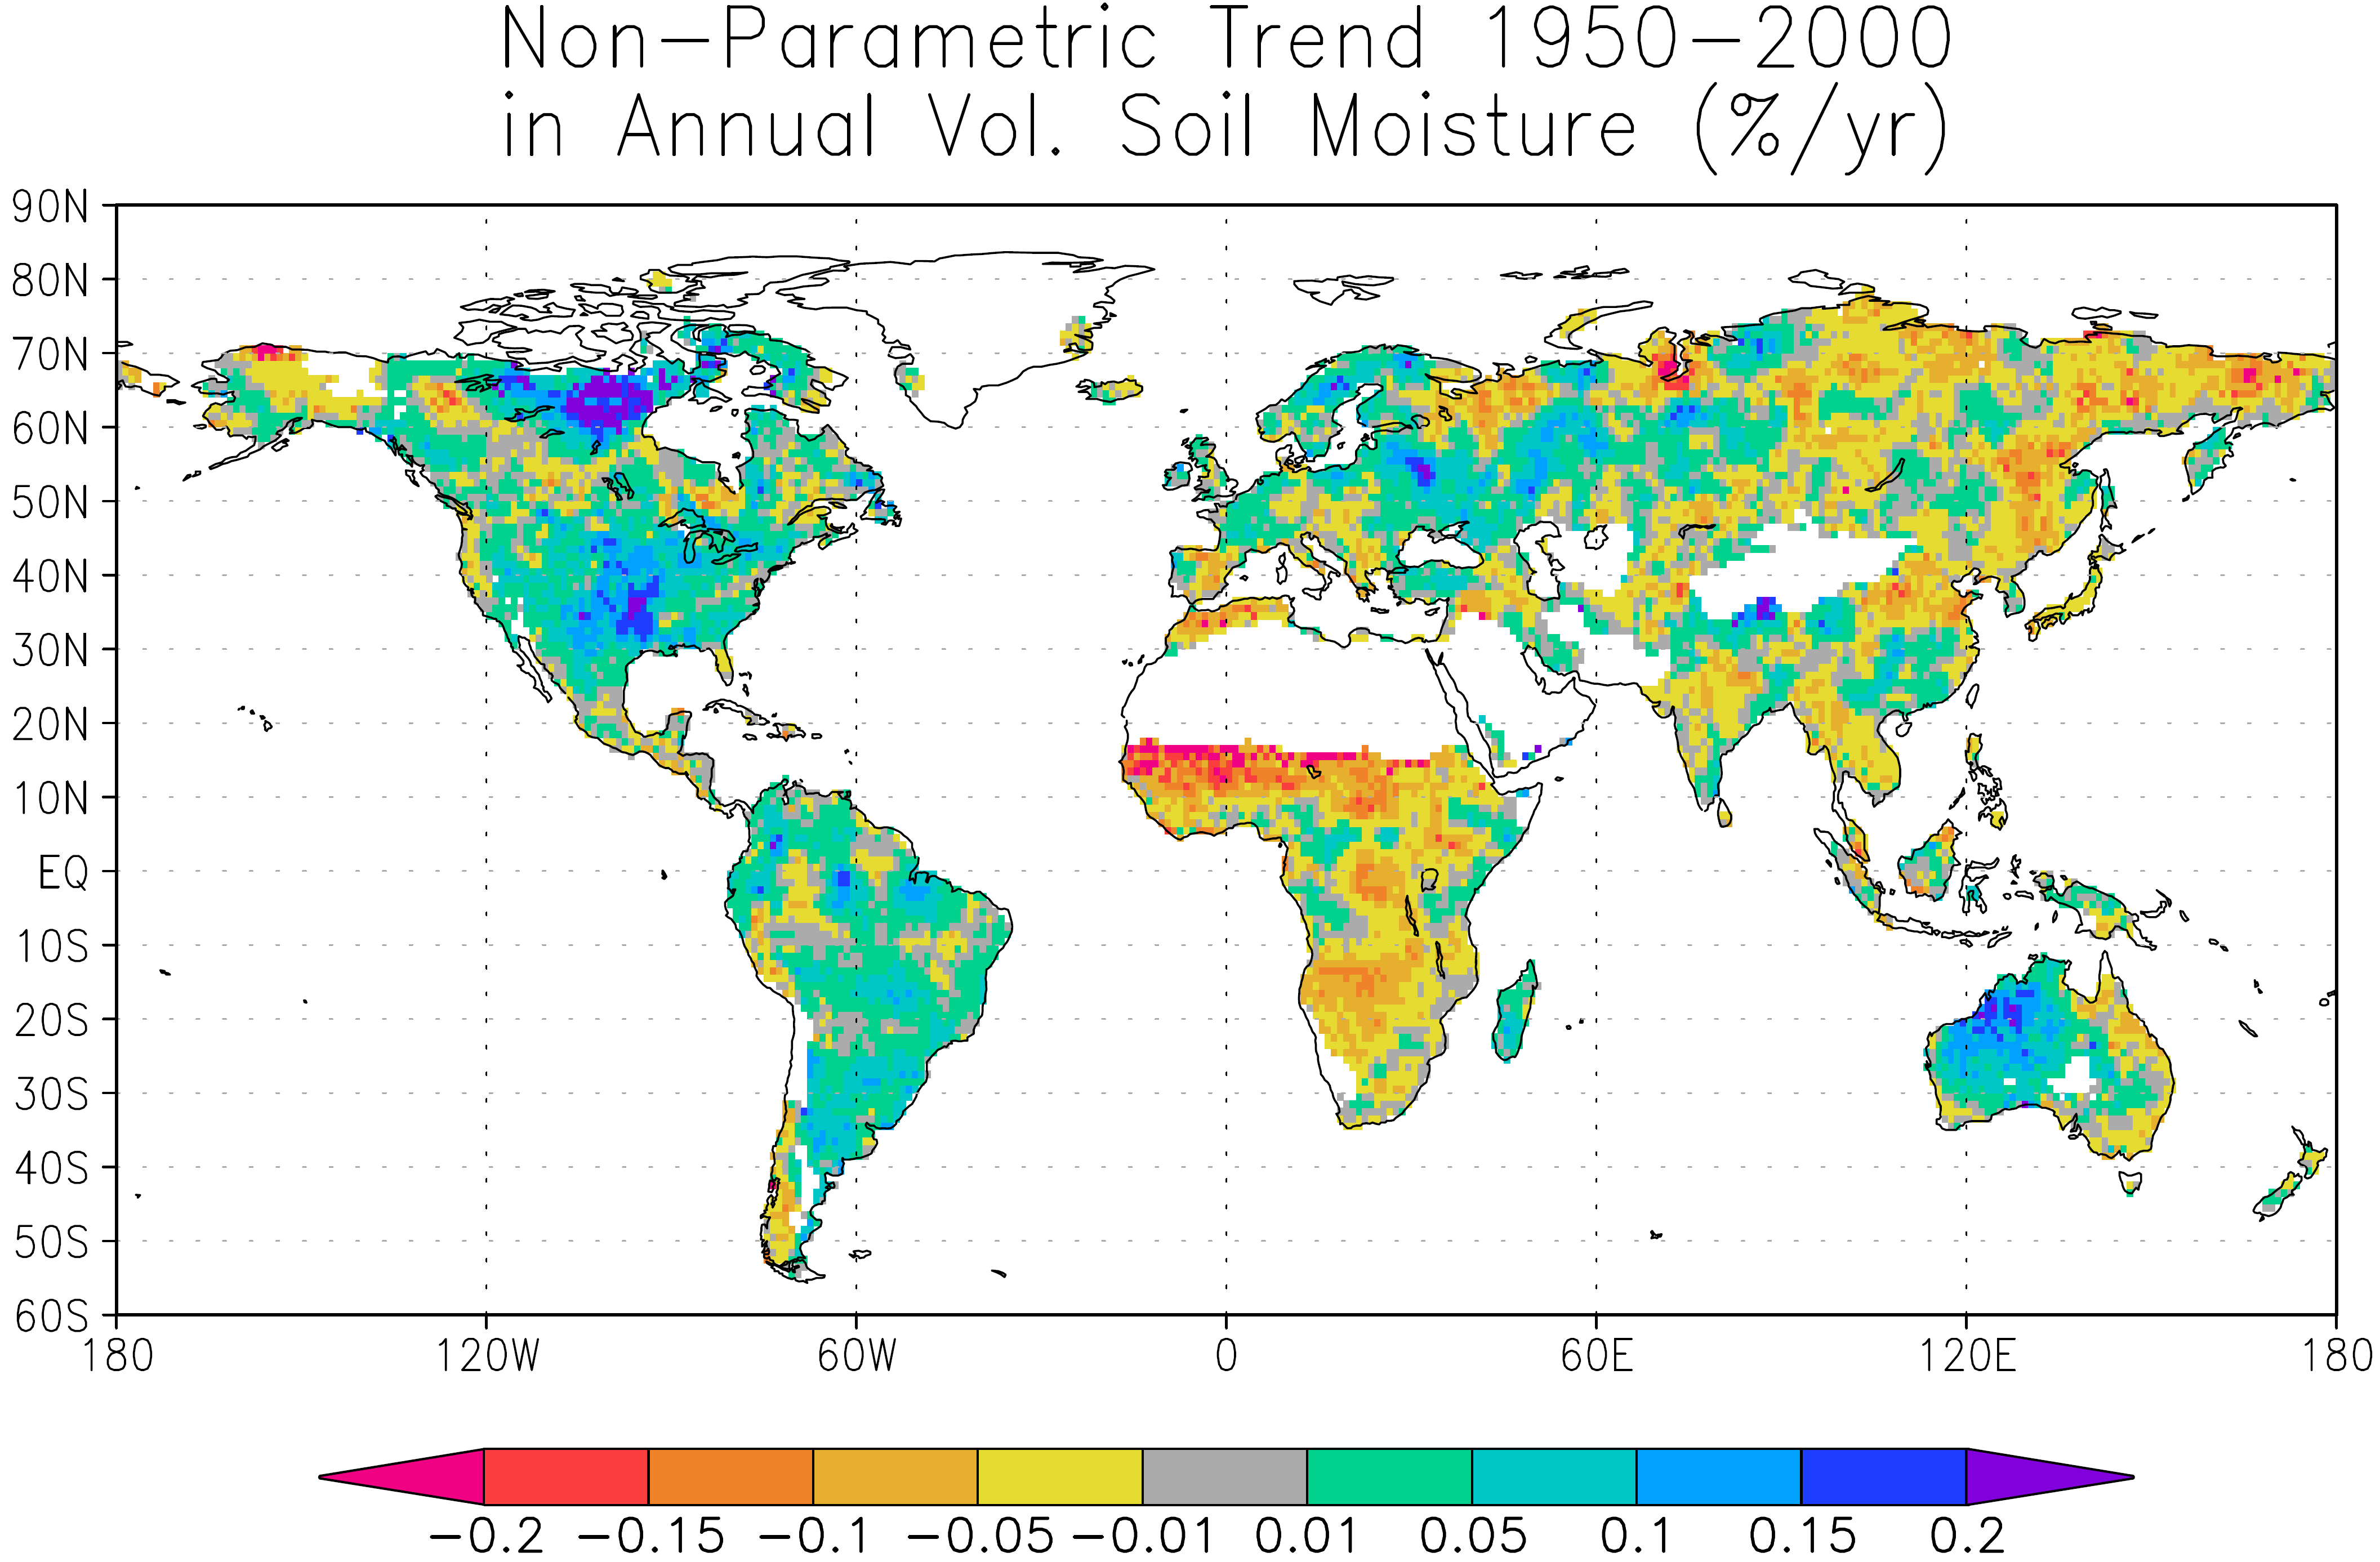 Non-Parametric Trend 1950-2000
in Annual Vol. Soil Moisture (%/yr)
90N
80N
70N
60N
50N
40N
30N
20N
10N
EQ
10S
20S
30S
40S
50S
60S
180 120W 60W 0 60E 120E 180
-0.2 -0.15 -0.1 -0.05 -0.01 0.01 0.05 0.1 0.15 0.2